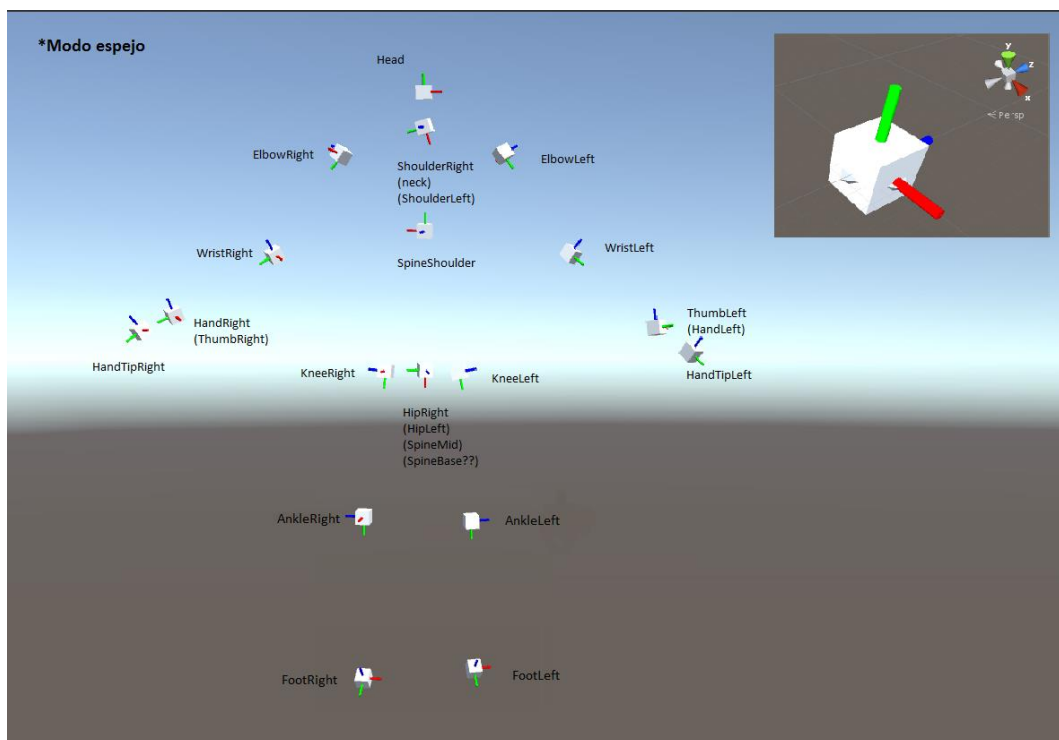 *Modo espejo
Head
y
z
x
Persp
ElbowRight
ShoulderRight
(neck)
(ShoulderLeft)
ElbowLeft
WristRight
SpineShoulder
WristLeft
HandRight
(ThumbRight)
ThumbLeft
(HandLeft)
HandTipRight
HandTipLeft
KneeRight
KneeLeft
HipRight
(HipLeft)
(SpineMid)
(SpineBase??)
AnkleRight
AnkleLeft
FootRight
FootLeft